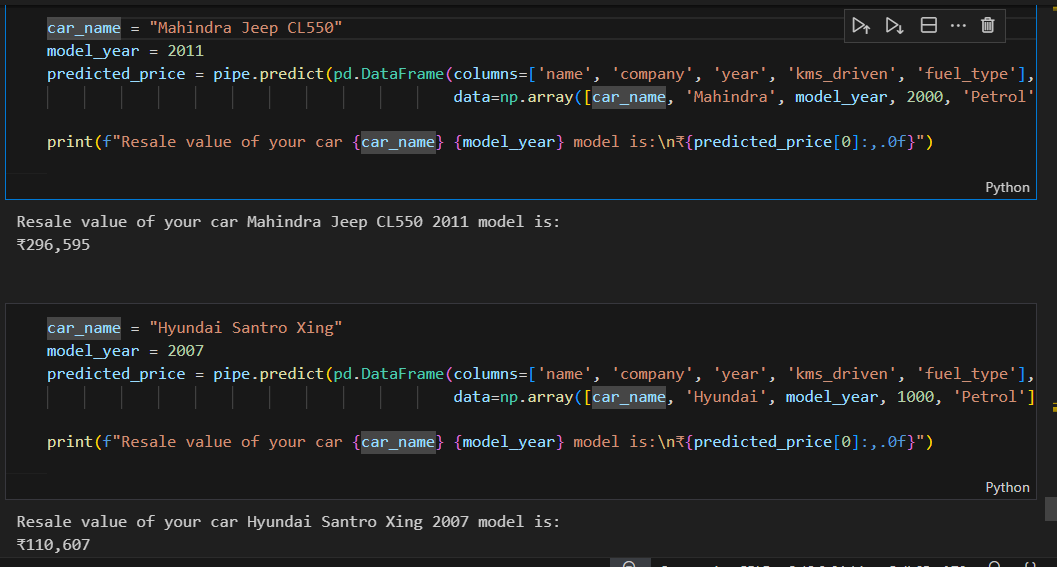 car_name = "Mahindra Jeep CL550"
model_year = 2011
predicted_price = pipe.predict(pd.DataFrame(columns=['name', 'company', 'year', 'kms_driven', 'fuel_type'],
data=np.array([car_name, 'Mahindra', model_year, 2000, 'Petrol'
print(f"Resale value of your car {car_name} {model_year} model is:\n₹{predicted_price[0]:,.0f}")
Python
Resale value of your car Mahindra Jeep CL550 2011 model is:
₹296,595
car_name = "Hyundai Santro Xing"
model_year = 2007
predicted_price = pipe.predict(pd.DataFrame(columns=['name', 'company', 'year', 'kms_driven', 'fuel_type'],
data=np.array([car_name, 'Hyundai', model_year, 1000, 'Petrol']
print(f"Resale value of your car {car_name} {model_year} model is:\n₹{predicted_price[0]:,.0f}")
Python
Resale value of your car Hyundai Santro Xing 2007 model is:
₹110,607